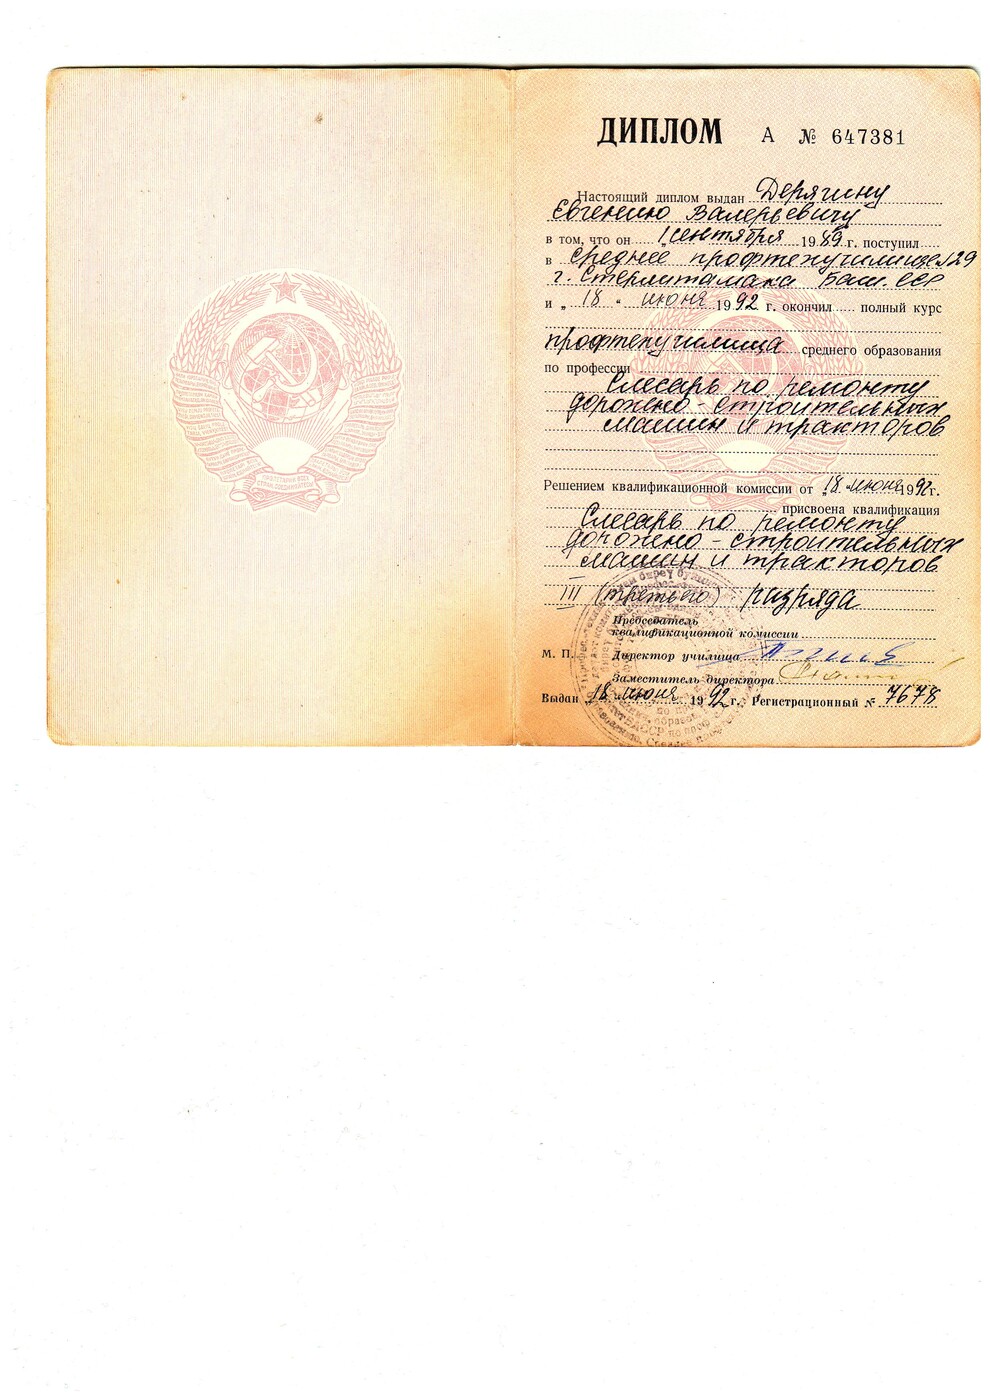 ДИПЛОМ А № 647381
Настоящий диплом выдан Дерягину
Евгению Валерьевичу
в том, что он „1 сентября 1989 г. поступил
в среднее профтехучилище №29
г. Стерлитамака Баш. ССР
и „18“ июня 1992 г. окончил полный курс
профтехучилища среднего образования
по профессии
Слесарь по ремонту
дорожно-строительных
машин и тракторов
Решением квалификационной комиссии от „18“ июня 1992 г.
присвоена квалификация
Слесарь по ремонту
дорожно-строительных
машин и тракторов
III (третьего) разряда
Председатель
квалификационной комиссии
М. П. Директор училища
Заместитель директора
Выдан „18“ июня 1992 г. Регистрационный № 7678